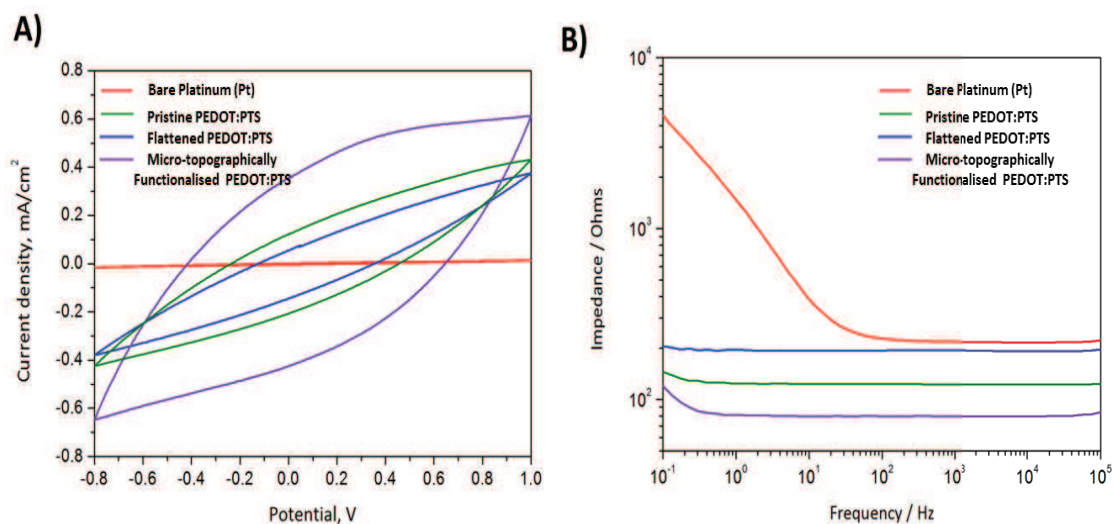 A)
0.8
0.6
0.4
0.2
0.0
-0.2
-0.4
-0.6
-0.8
Current density, mA/cm²
Bare Platinum (Pt)
Pristine PEDOT:PTS
Flattened PEDOT:PTS
Micro-topographically
Functionalised PEDOT:PTS
-0.8 -0.6 -0.4 -0.2 0.0 0.2 0.4 0.6 0.8 1.0
Potential, V
B)
10⁴
10³
10²
Impedance / Ohms
Bare Platinum (Pt)
Pristine PEDOT:PTS
Flattened PEDOT:PTS
Micro-topographically
Functionalised PEDOT:PTS
10⁻¹ 10⁰ 10¹ 10² 10³ 10⁴ 10⁵
Frequency / Hz